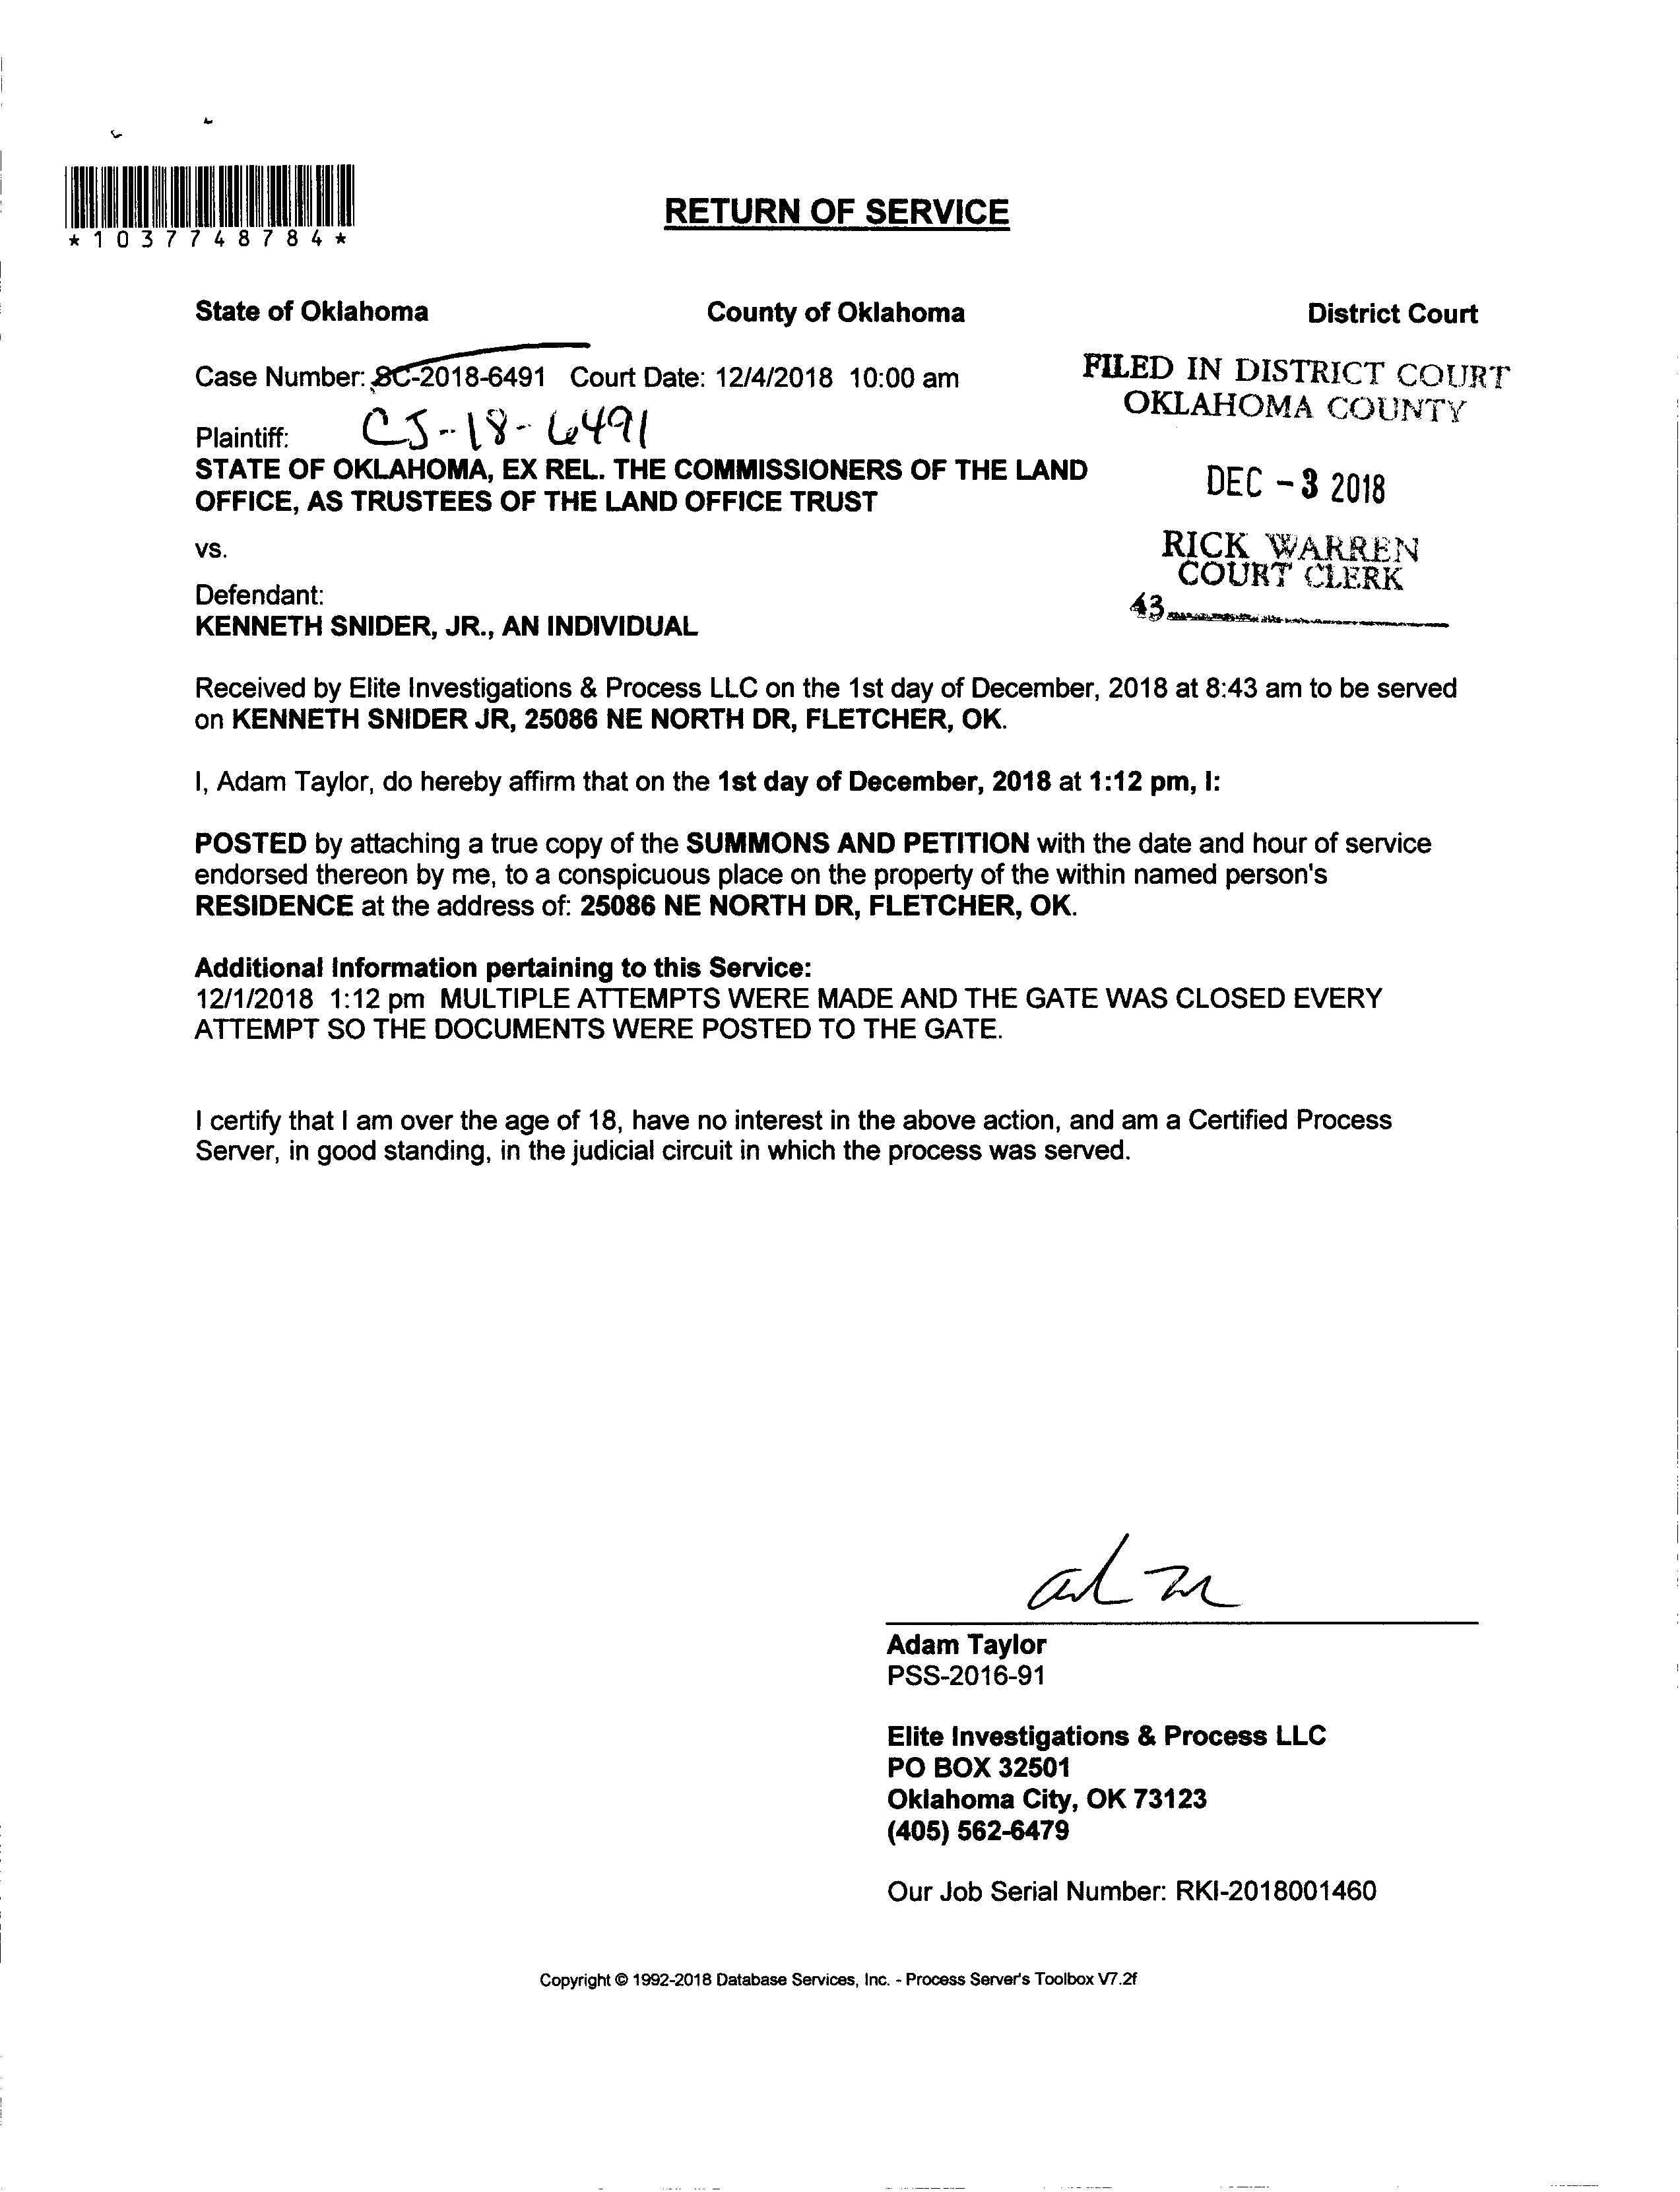 *1037748784*
RETURN OF SERVICE
State of Oklahoma County of Oklahoma District Court
Case Number: SC-2018-6491 Court Date: 12/4/2018 10:00 am
FILED IN DISTRICT COURT
OKLAHOMA COUNTY
CJ-18-6491
Plaintiff:
STATE OF OKLAHOMA, EX REL. THE COMMISSIONERS OF THE LAND
OFFICE, AS TRUSTEES OF THE LAND OFFICE TRUST
DEC -3 2018
vs.
RICK WARREN
COURT CLERK
Defendant:
43
KENNETH SNIDER, JR., AN INDIVIDUAL
Received by Elite Investigations & Process LLC on the 1st day of December, 2018 at 8:43 am to be served
on KENNETH SNIDER JR, 25086 NE NORTH DR, FLETCHER, OK.
I, Adam Taylor, do hereby affirm that on the 1st day of December, 2018 at 1:12 pm, I:
POSTED by attaching a true copy of the SUMMONS AND PETITION with the date and hour of service
endorsed thereon by me, to a conspicuous place on the property of the within named person's
RESIDENCE at the address of: 25086 NE NORTH DR, FLETCHER, OK.
Additional Information pertaining to this Service:
12/1/2018 1:12 pm MULTIPLE ATTEMPTS WERE MADE AND THE GATE WAS CLOSED EVERY
ATTEMPT SO THE DOCUMENTS WERE POSTED TO THE GATE.
I certify that I am over the age of 18, have no interest in the above action, and am a Certified Process
Server, in good standing, in the judicial circuit in which the process was served.
Adam Taylor
PSS-2016-91
Elite Investigations & Process LLC
PO BOX 32501
Oklahoma City, OK 73123
(405) 562-6479
Our Job Serial Number: RKI-2018001460
Copyright © 1992-2018 Database Services, Inc. - Process Server's Toolbox V7.2f